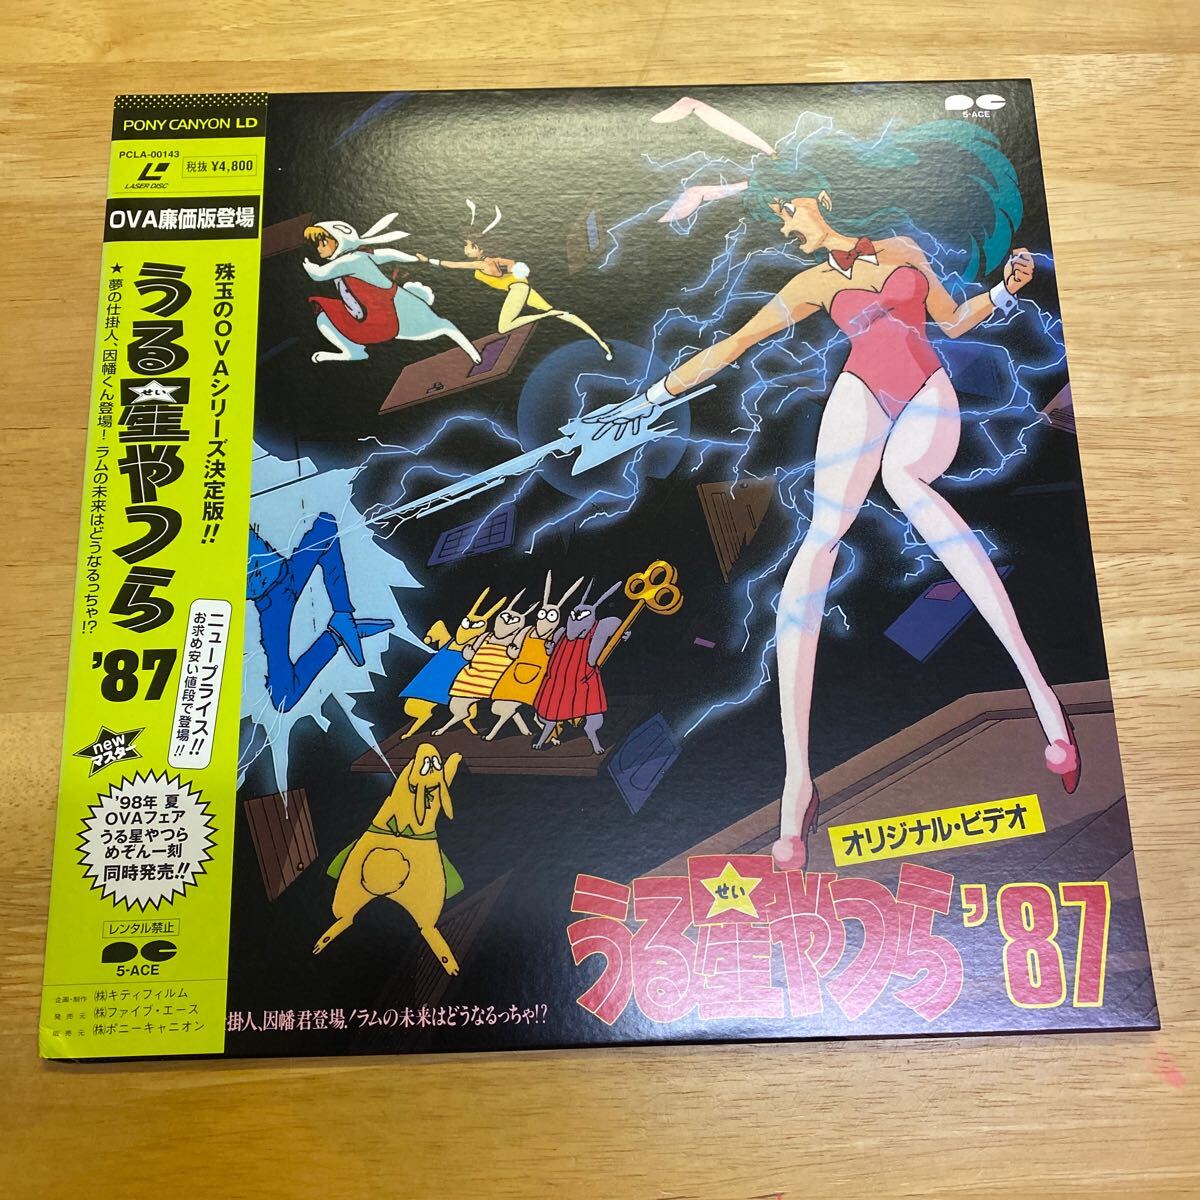 PONY CANYON LD
PCLA-00143
LASER DISC
税抜 ¥4,800
OVA廉価版登場
殊玉のOVAシリーズ決定版!!
うる星やつら
せい
'87
★夢の仕掛人、因幡くん登場! ラムの未来はどうなるっちゃ!?
ニュープライス!!
お求め安い値段で登場!!
new
マスター
'98年 夏
OVAフェア
うる星やつら
めぞん一刻
同時発売!!
レンタル禁止
5-ACE
企画・制作 ㈱キティフィルム
発売元 ㈱ファイブ・エース
販売元 ㈱ポニーキャニオン
5-ACE
オリジナル・ビデオ
うる星やつら'87
せい
掛人、因幡君登場!ラムの未来はどうなるっちゃ!?